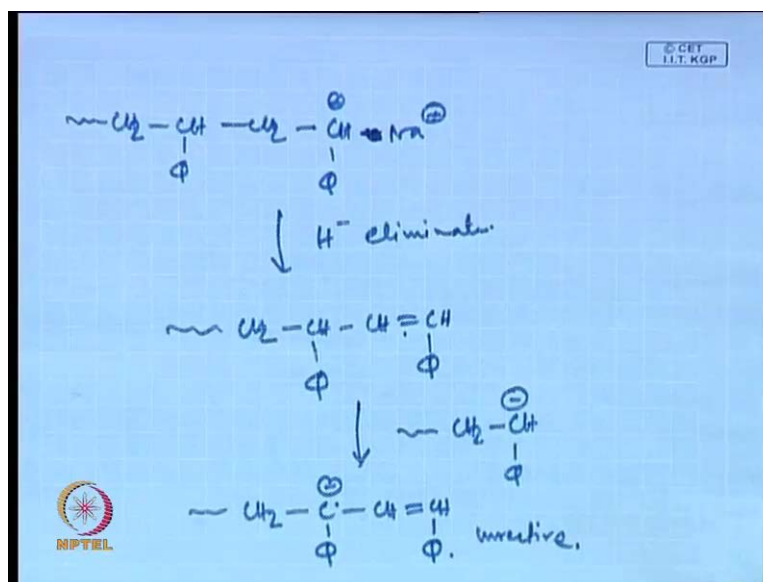 © CET
I.I.T. KGP
⊖
~~CH2 — CH — CH2 — CH Na⊕
Φ Φ
H⁻ elimination.
~~ CH2 — CH — CH = CH
Φ Φ
⊖
~~ CH2 — CH
Φ
⊖
~~ CH2 — C — CH = CH
Φ Φ. unreactive.
NPTEL